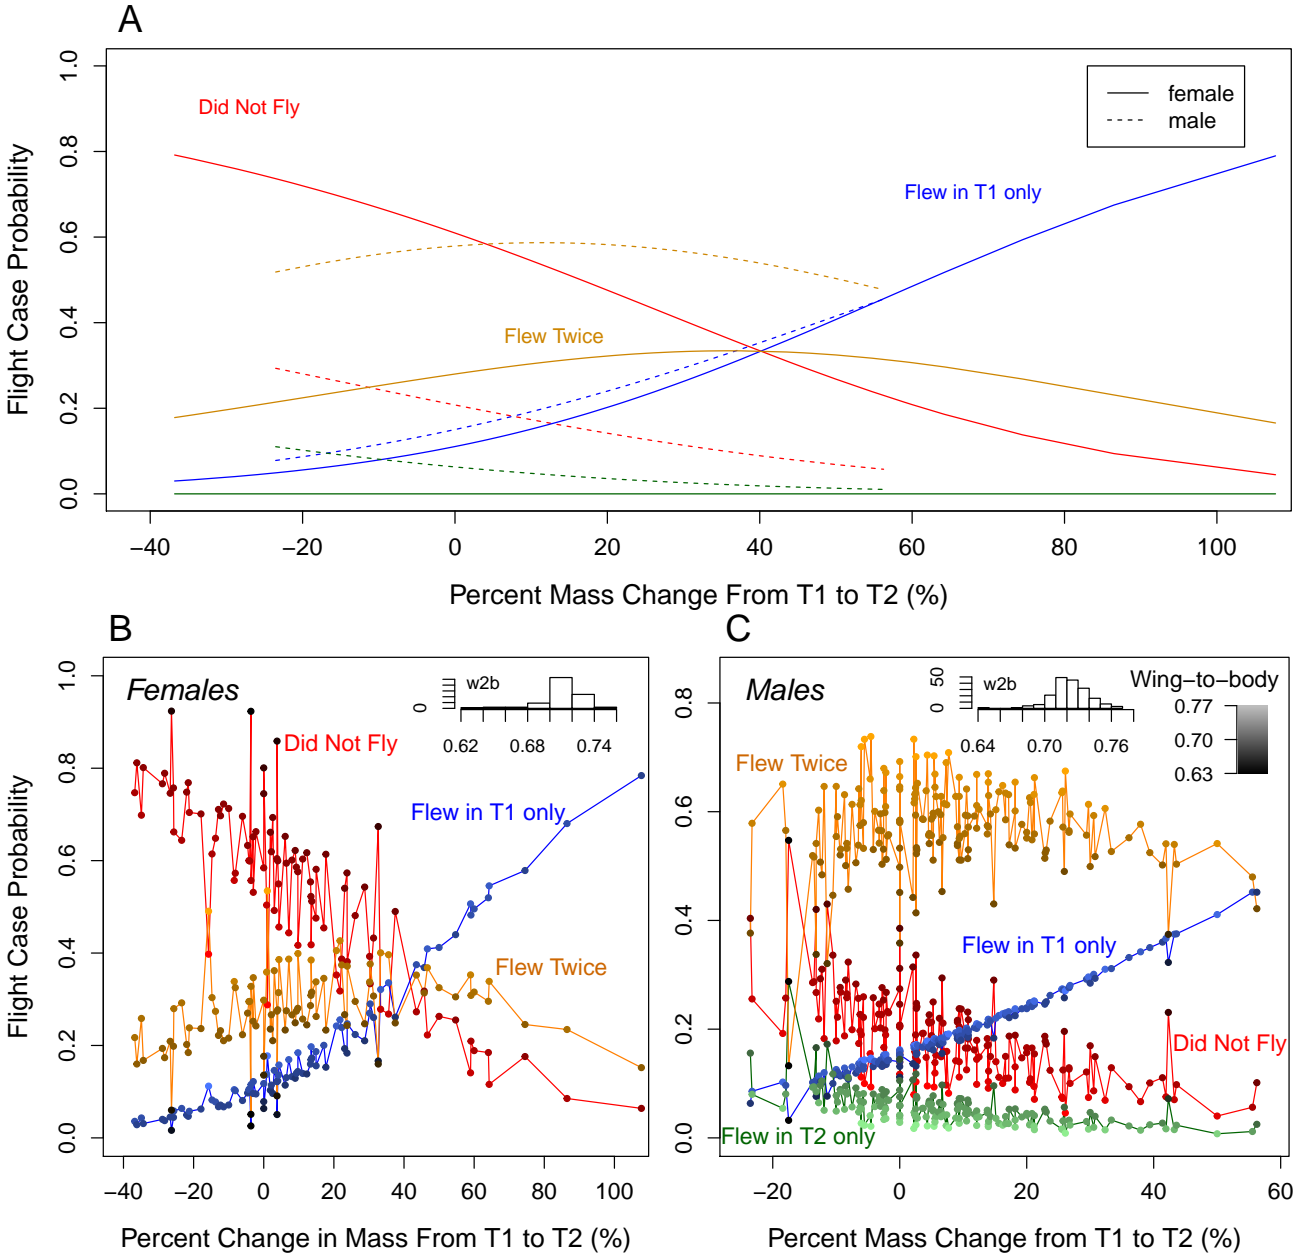 A
Flight Case Probability
0.0 0.2 0.4 0.6 0.8 1.0
Did Not Fly
Flew in T1 only
Flew Twice
female
male
−40 −20 0 20 40 60 80 100
Percent Mass Change From T1 to T2 (%)
B
Flight Case Probability
0.0 0.2 0.4 0.6 0.8 1.0
Females
w2b
0
0.62 0.68 0.74
Did Not Fly
Flew in T1 only
Flew Twice
−40 −20 0 20 40 60 80 100
Percent Change in Mass From T1 to T2 (%)
C
0.0 0.2 0.4 0.6 0.8
Males
w2b
0 50
0.64 0.70 0.76
Wing−to−body
0.77
0.70
0.63
Flew Twice
Flew in T1 only
Did Not Fly
Flew in T2 only
−20 0 20 40 60
Percent Mass Change from T1 to T2 (%)